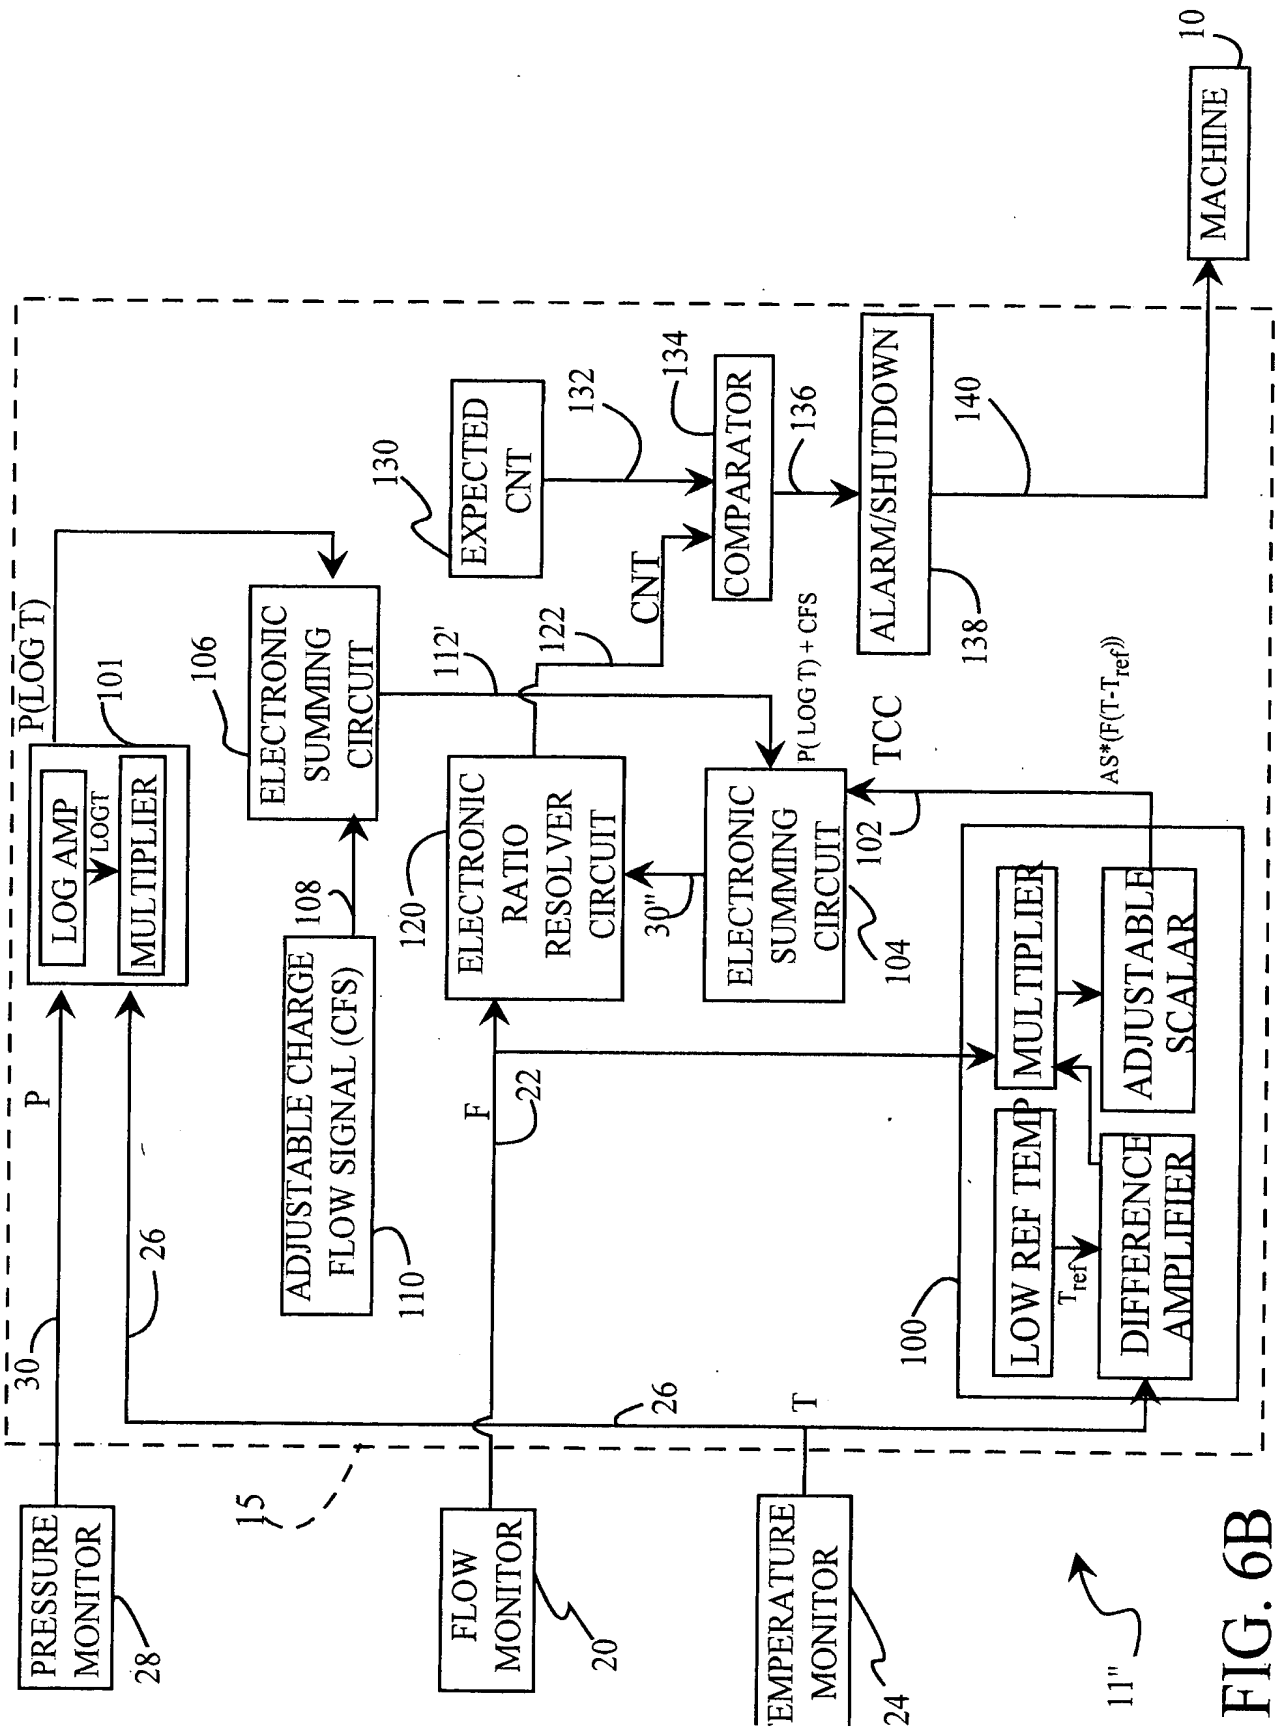 PRESSURE
MONITOR
28
FLOW
MONITOR
20
TEMPERATURE
MONITOR
24
15
30
P
26
ADJUSTABLE CHARGE
FLOW SIGNAL (CFS)
110
108
LOG AMP
LOGT
MULTIPLIER
101
P(LOG T)
106
ELECTRONIC
SUMMING
CIRCUIT
F
22
120
ELECTRONIC
RATIO
RESOLVER
CIRCUIT
112'
122
CNT
30"
ELECTRONIC
SUMMING
CIRCUIT
104
P(LOG T) + CFS
TCC
102
26
T
100
LOW REF TEMP
Tref
DIFFERENCE
AMPLIFIER
MULTIPLIER
ADJUSTABLE
SCALAR
AS*(F(T-Tref))
130
EXPECTED
CNT
132
COMPARATOR
134
136
ALARM/SHUTDOWN
138
140
MACHINE
10
11"
FIG. 6B